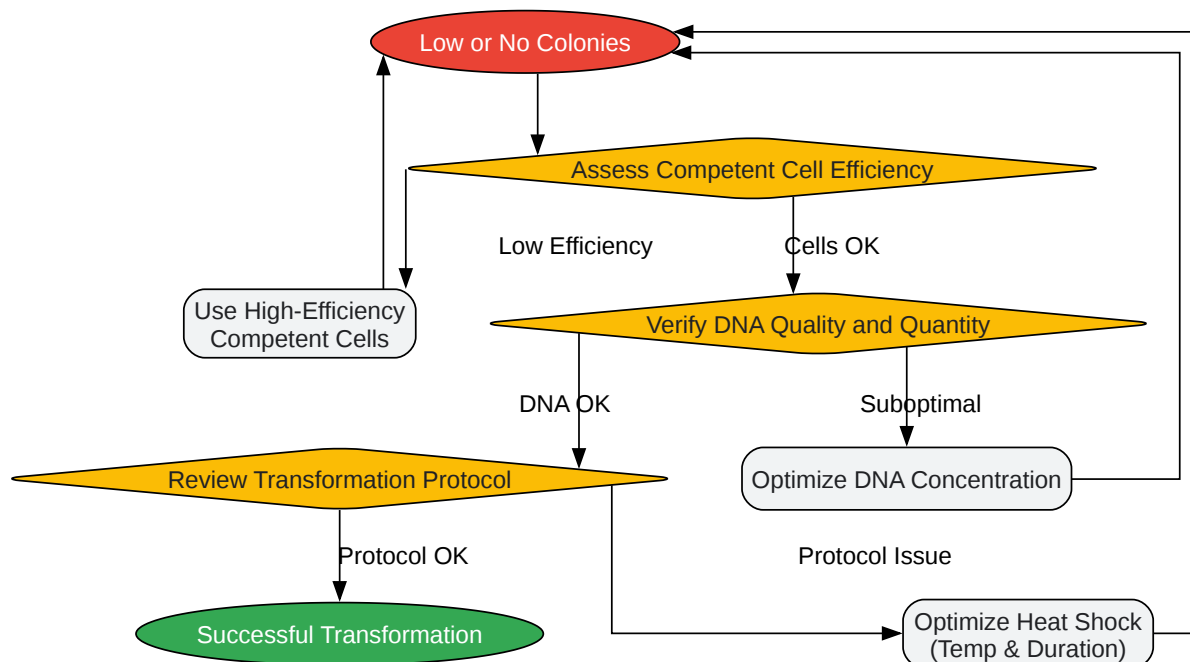 Low or No Colonies
Assess Competent Cell Efficiency
Low Efficiency
Cells OK
Use High-Efficiency
Competent Cells
Verify DNA Quality and Quantity
DNA OK
Suboptimal
Review Transformation Protocol
Optimize DNA Concentration
Protocol OK
Protocol Issue
Successful Transformation
Optimize Heat Shock
(Temp & Duration)